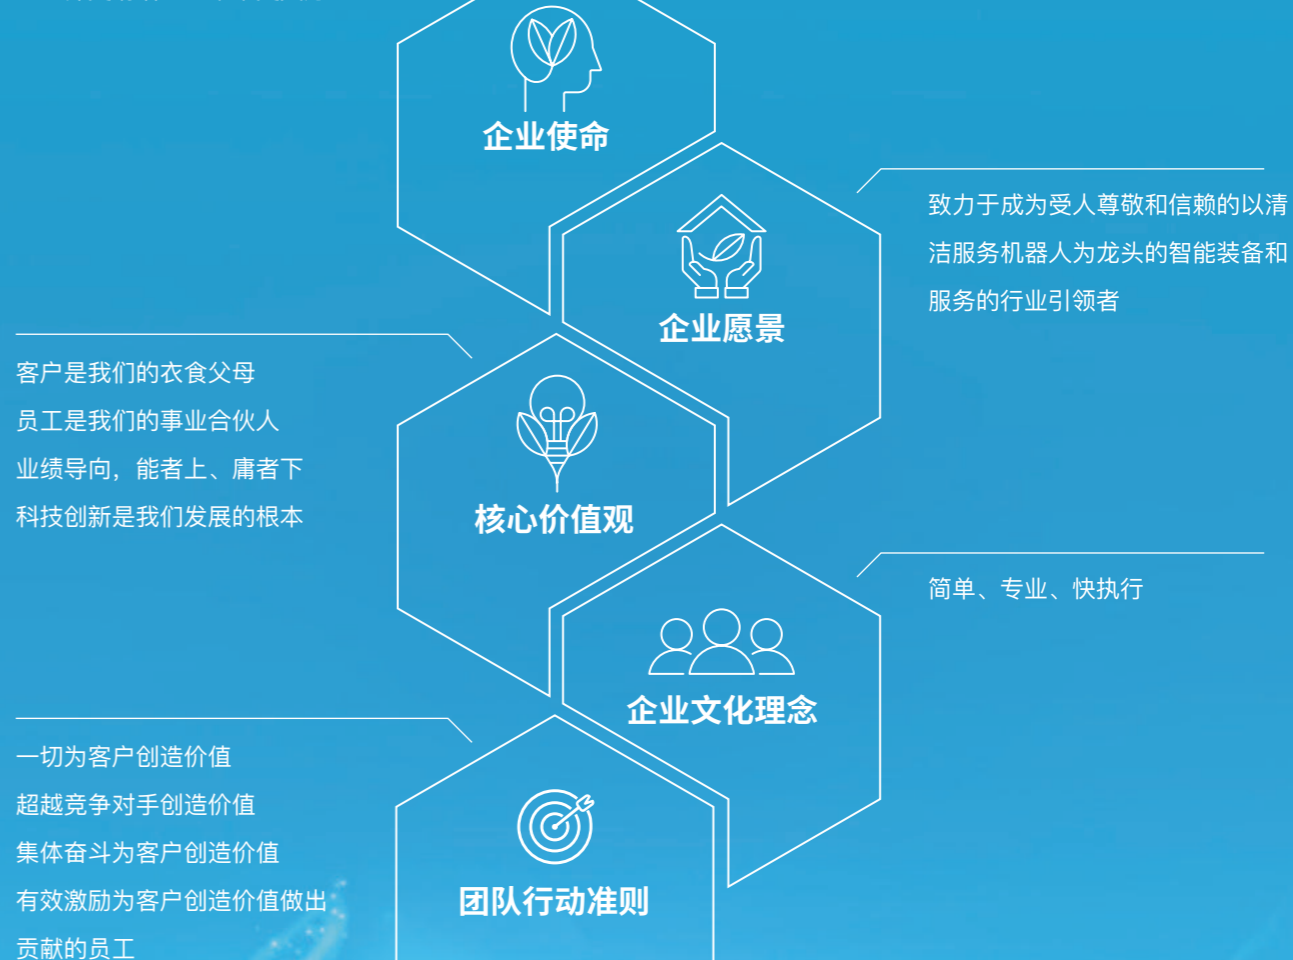 企业使命
致力于成为受人尊敬和信赖的以清
洁服务机器人为龙头的智能装备和
服务的行业引领者
企业愿景
客户是我们的衣食父母
员工是我们的事业合伙人
业绩导向，能者上、庸者下
科技创新是我们发展的根本
核心价值观
简单、专业、快执行
企业文化理念
一切为客户创造价值
超越竞争对手创造价值
集体奋斗为客户创造价值
有效激励为客户创造价值做出
贡献的员工
团队行动准则